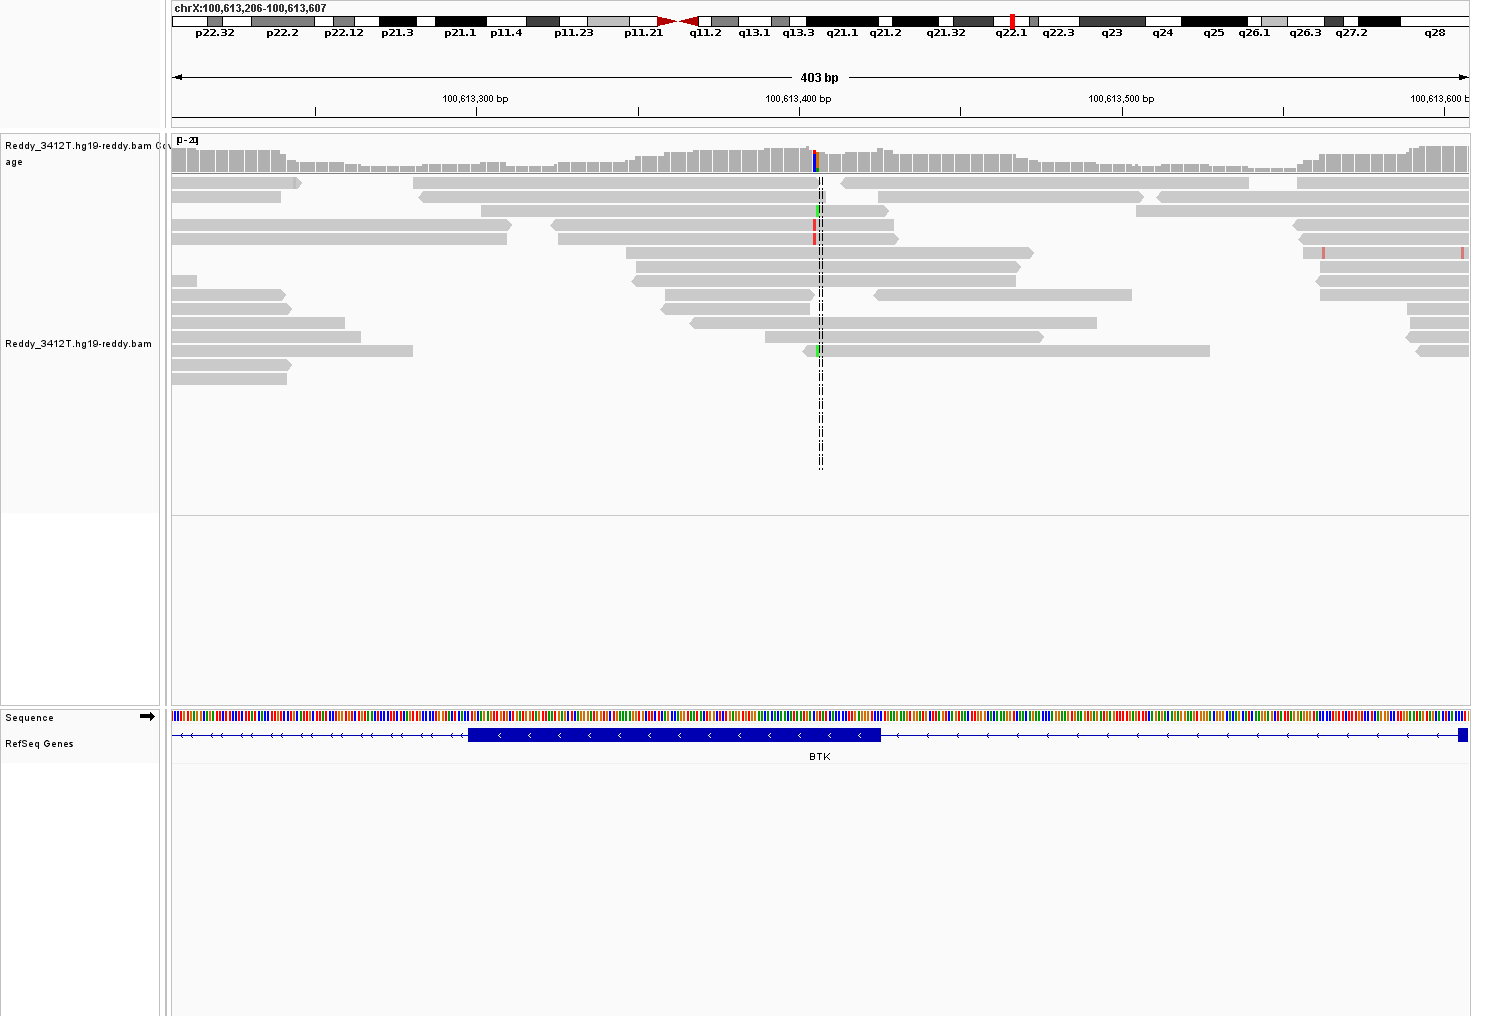 chrX:100,613,206-100,613,607
p22.32 p22.2 p22.12 p21.3 p21.1 p11.4 p11.23 p11.21 q11.2 q13.1 q13.3 q21.1 q21.2 q21.32 q22.1 q22.3 q23 q24 q25 q26.1 q26.3 q27.2 q28
403 bp
100,613,300 bp 100,613,400 bp 100,613,500 bp 100,613,600 b
[0-20]
Reddy_3412T.hg19-reddy.bam Cov
age
Reddy_3412T.hg19-reddy.bam
Sequence
RefSeq Genes
BTK